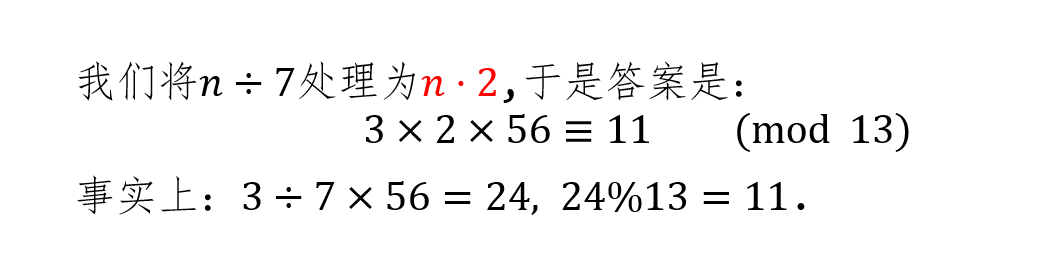 我们将n ÷ 7处理为n · 2,于是答案是：
3 × 2 × 56 ≡ 11 (mod 13)
事实上：3 ÷ 7 × 56 = 24, 24%13 = 11.